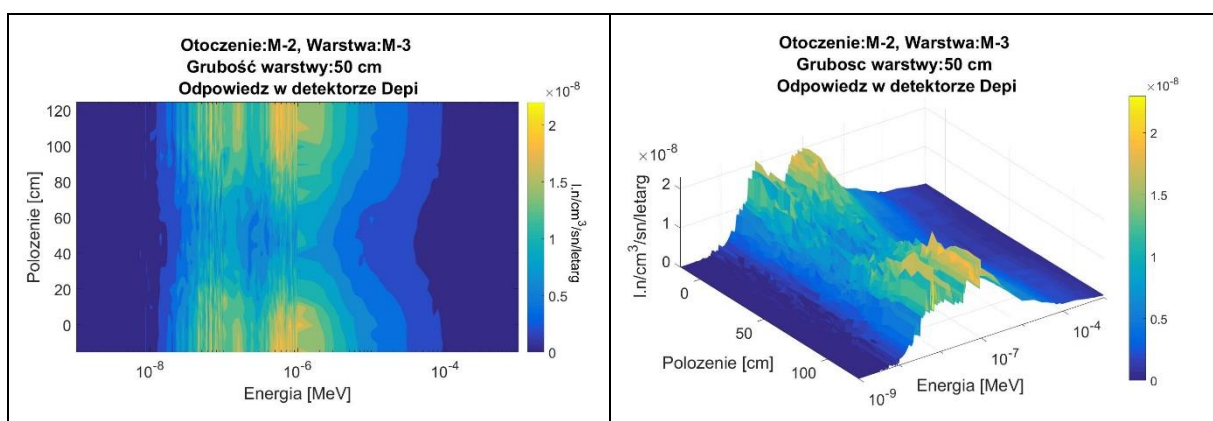 Otoczenie:M-2, Warstwa:M-3
Grubość warstwy:50 cm
Odpowiedz w detektorze Depi
×10⁻⁸
120
100
80
60
40
20
0
Polozenie [cm]
10⁻⁸
10⁻⁶
10⁻⁴
Energia [MeV]
2
1.5
1
0.5
0
l.n/cm³/sn/letarg
Otoczenie:M-2, Warstwa:M-3
Grubosc warstwy:50 cm
Odpowiedz w detektorze Depi
×10⁻⁸
2
1
0
l.n/cm³/sn/letarg
0
50
100
Polozenie [cm]
10⁻⁹
10⁻⁷
10⁻⁴
Energia [MeV]
×10⁻⁸
2
1.5
1
0.5
0